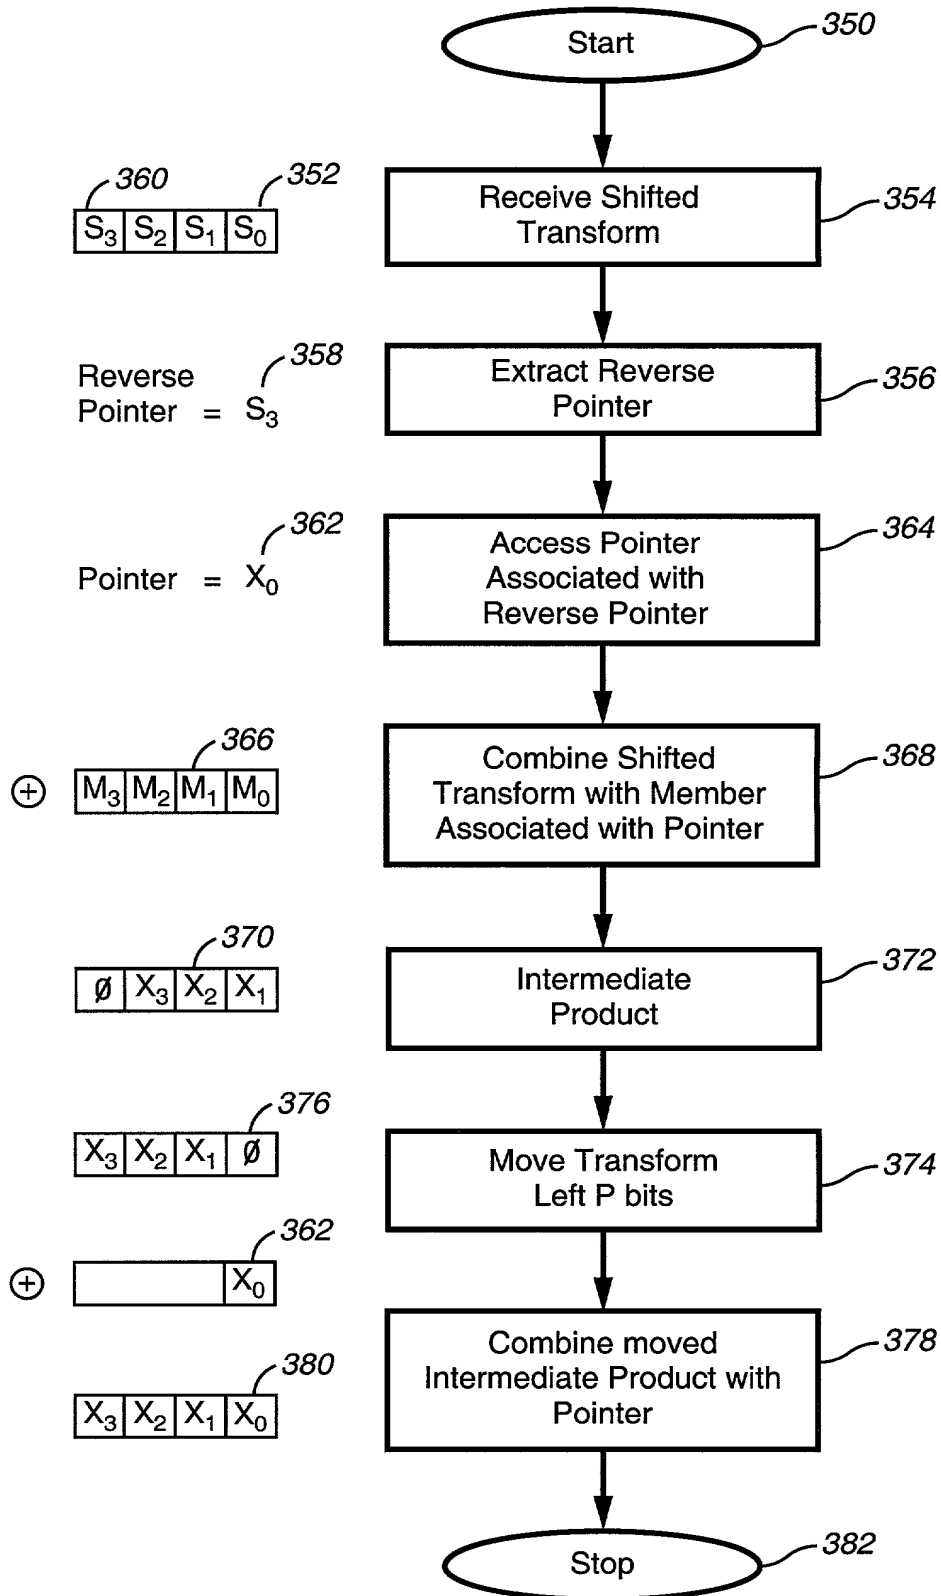 Start
350
360
352
S3 S2 S1 S0
Receive Shifted
Transform
354
Reverse
Pointer = S3
358
Extract Reverse
Pointer
356
Pointer = X0
362
Access Pointer
Associated with
Reverse Pointer
364
366
⊕ M3 M2 M1 M0
Combine Shifted
Transform with Member
Associated with Pointer
368
370
Ø X3 X2 X1
Intermediate
Product
372
376
X3 X2 X1 Ø
Move Transform
Left P bits
374
362
⊕ X0
380
X3 X2 X1 X0
Combine moved
Intermediate Product with
Pointer
378
Stop
382